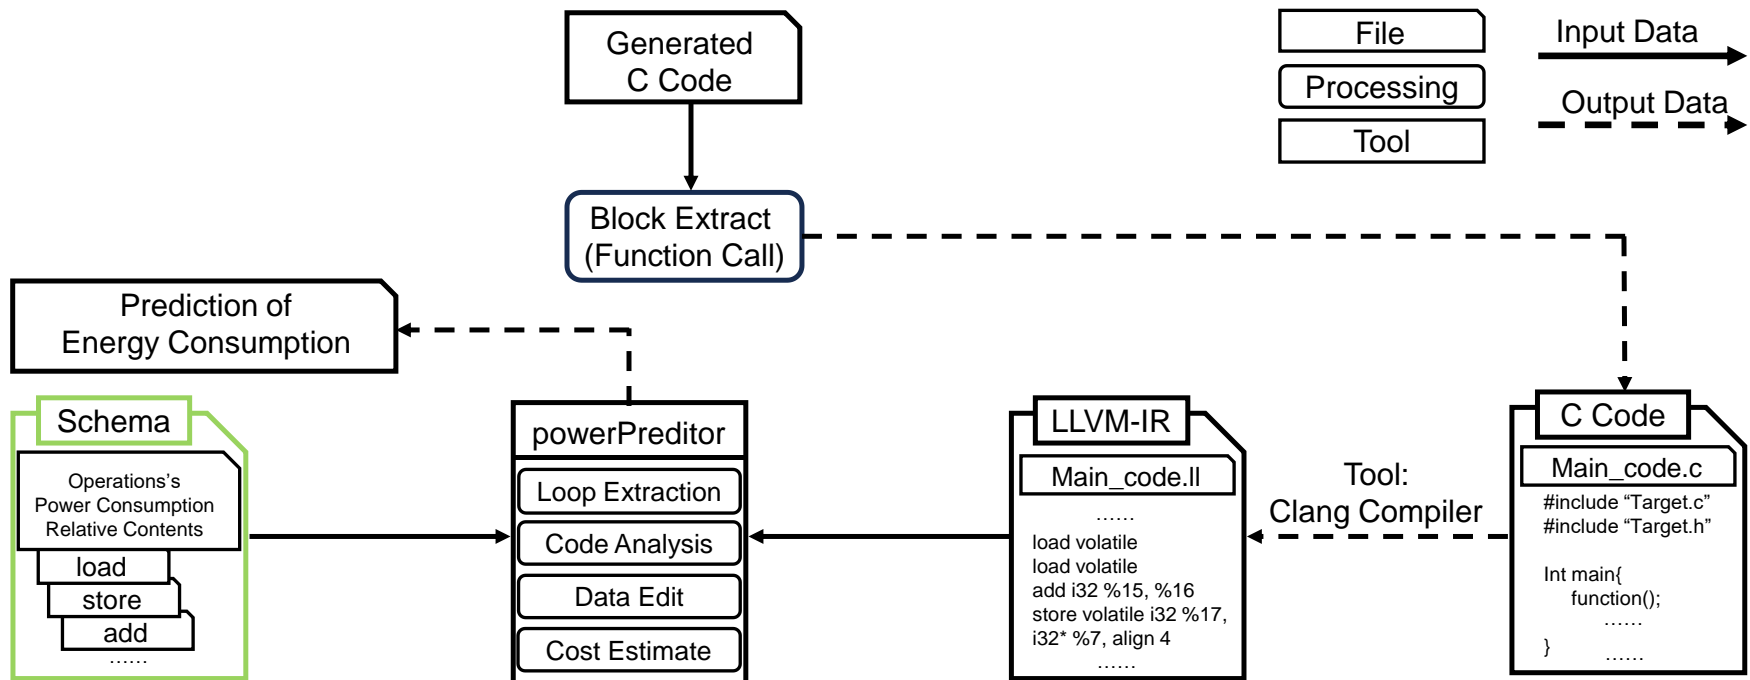 Generated
C Code
File
Processing
Tool
Input Data
Output Data
Block Extract
(Function Call)
Prediction of
Energy Consumption
Schema
Operations's
Power Consumption
Relative Contents
load
store
add
......
powerPreditor
Loop Extraction
Code Analysis
Data Edit
Cost Estimate
LLVM-IR
Main_code.ll
......
load volatile
load volatile
add i32 %15, %16
store volatile i32 %17,
i32* %7, align 4
......
Tool:
Clang Compiler
C Code
Main_code.c
#include “Target.c”
#include “Target.h”
Int main{
function();
......
}
......